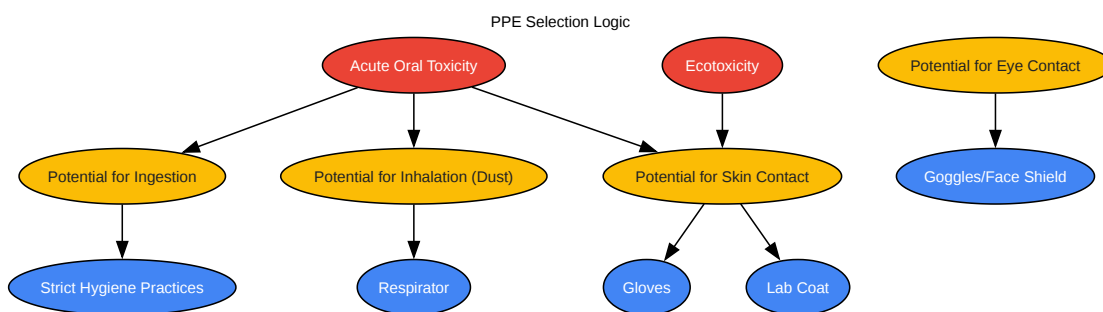 PPE Selection Logic
Acute Oral Toxicity
Ecotoxicity
Potential for Eye Contact
Potential for Ingestion
Potential for Inhalation (Dust)
Potential for Skin Contact
Goggles/Face Shield
Strict Hygiene Practices
Respirator
Gloves
Lab Coat